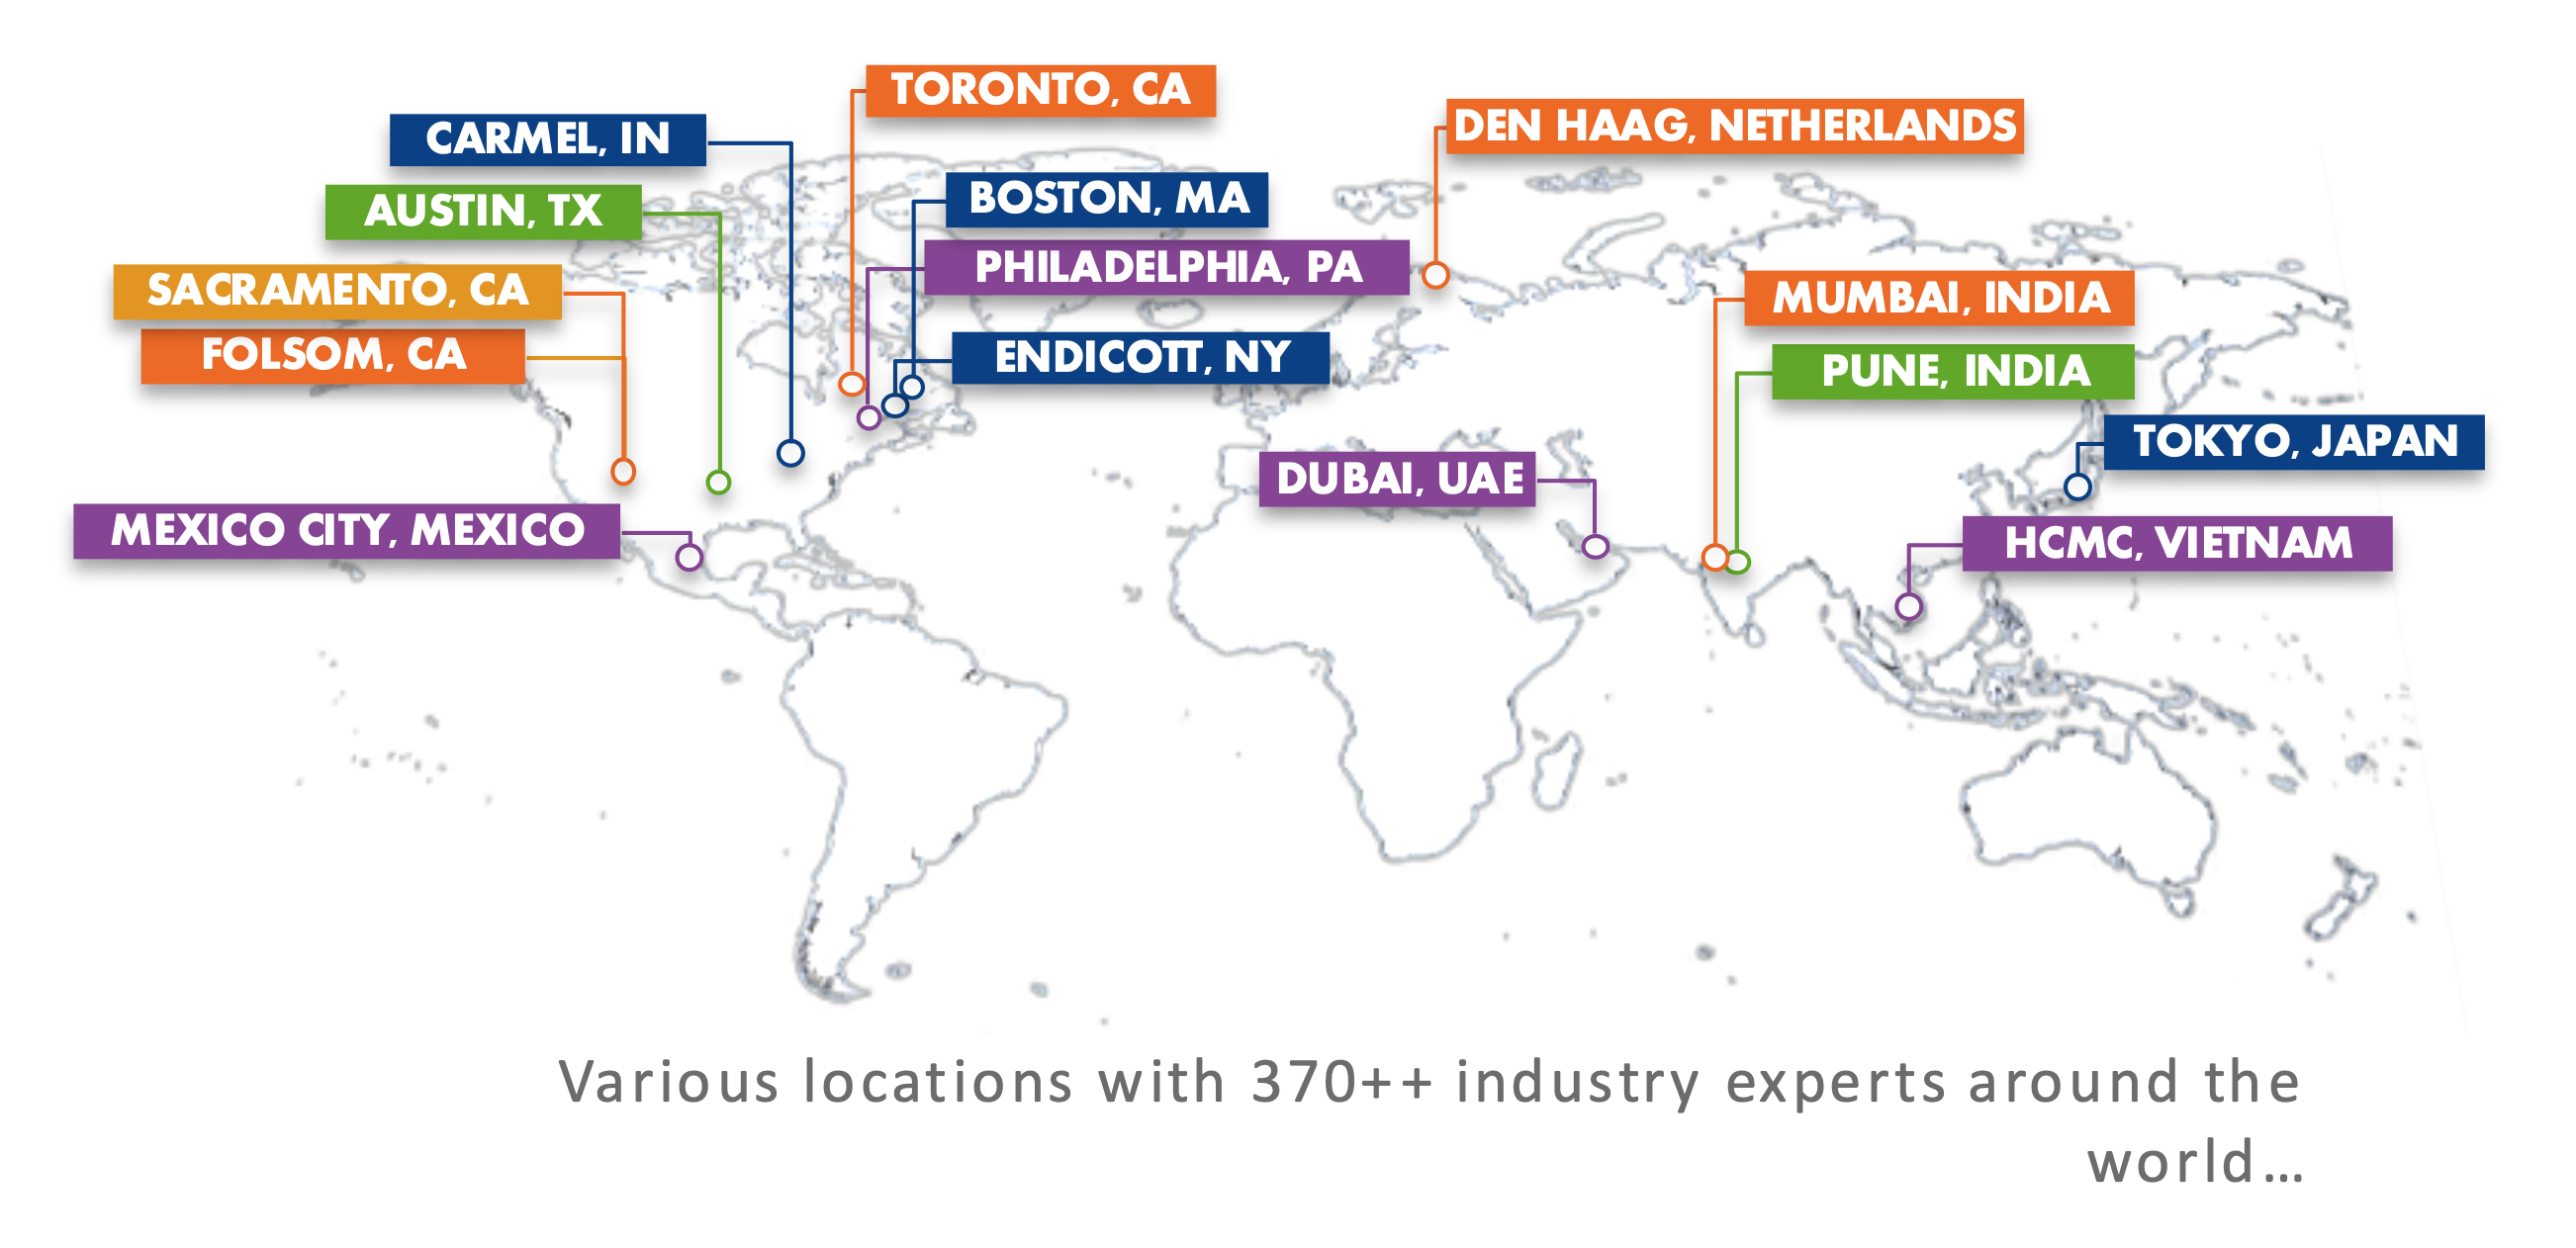 TORONTO, CA
DEN HAAG, NETHERLANDS
CARMEL, IN
BOSTON, MA
AUSTIN, TX
PHILADELPHIA, PA
SACRAMENTO, CA
MUMBAI, INDIA
FOLSOM, CA
ENDICOTT, NY
PUNE, INDIA
TOKYO, JAPAN
DUBAI, UAE
MEXICO CITY, MEXICO
HCMC, VIETNAM
Various locations with 370++ industry experts around the
world...